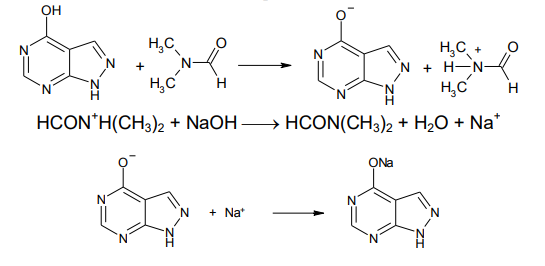 OH
N N N N H + H₃C N H₃C O H O⁻ N N N N H + H₃C + H–N H₃C O H
HCON⁺H(CH₃)₂ + NaOH ⟶ HCON(CH₃)₂ + H₂O + Na⁺
O⁻ ONa
N N N N H + Na⁺ N N N N H